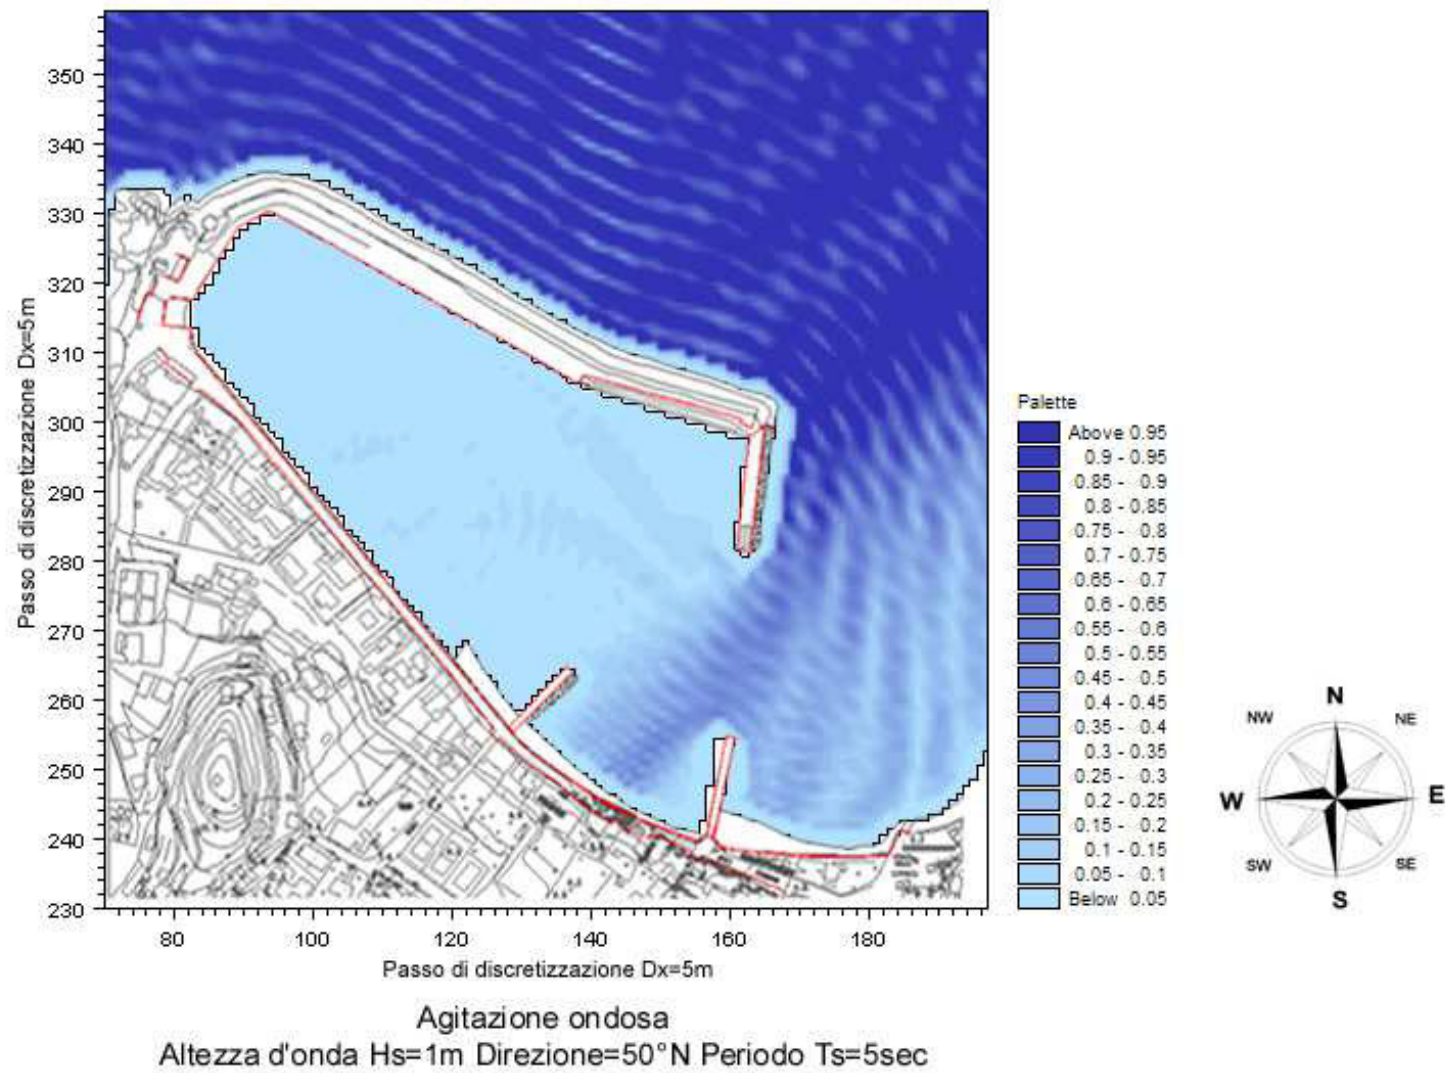 350
340
330
320
310
300
290
280
270
260
250
240
230
Passo di discretizzazione Dx=5m
80 100 120 140 160 180
Passo di discretizzazione Dx=5m
Agitazione ondosa
Altezza d'onda Hs=1m Direzione=50°N Periodo Ts=5sec
Palette
Above 0.95
0.9 - 0.95
0.85 - 0.9
0.8 - 0.85
0.75 - 0.8
0.7 - 0.75
0.65 - 0.7
0.6 - 0.65
0.55 - 0.6
0.5 - 0.55
0.45 - 0.5
0.4 - 0.45
0.35 - 0.4
0.3 - 0.35
0.25 - 0.3
0.2 - 0.25
0.15 - 0.2
0.1 - 0.15
0.05 - 0.1
Below 0.05
N
NW NE
W E
SW SE
S